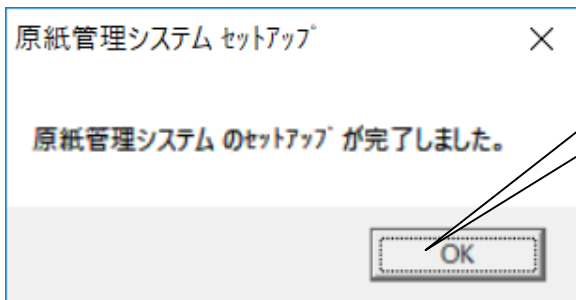 原紙管理システム ｾｯﾄｱｯﾌﾟ
原紙管理システム のｾｯﾄｱｯﾌﾟ が完了しました。
OK